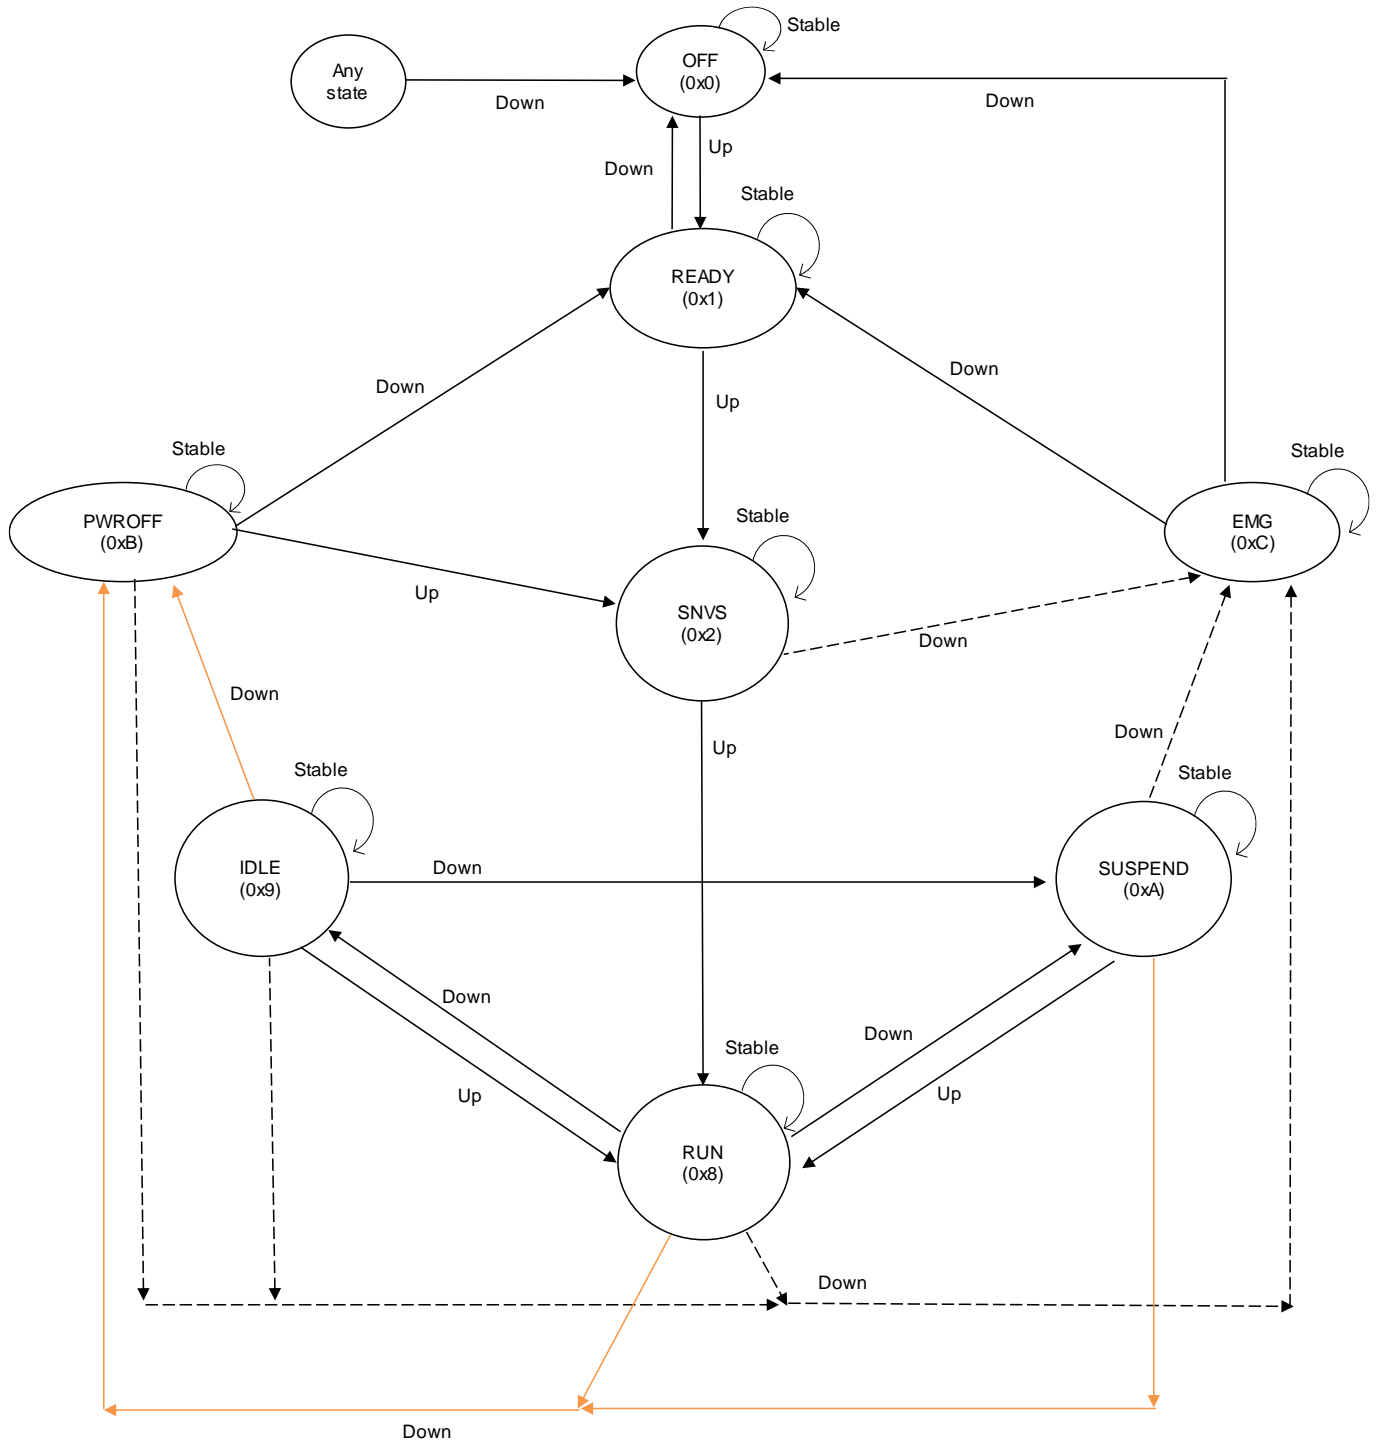 Stable
OFF
(0x0)
Any
state
Down
Down
Up
Down
Stable
READY
(0x1)
Down
Down
Up
Stable
Stable
Stable
PWROFF
(0xB)
EMG
(0xC)
Up
SNVS
(0x2)
Down
Down
Up
Down
Stable
Stable
IDLE
(0x9)
Down
SUSPEND
(0xA)
Down
Down
Stable
Up
Up
RUN
(0x8)
Down
Down